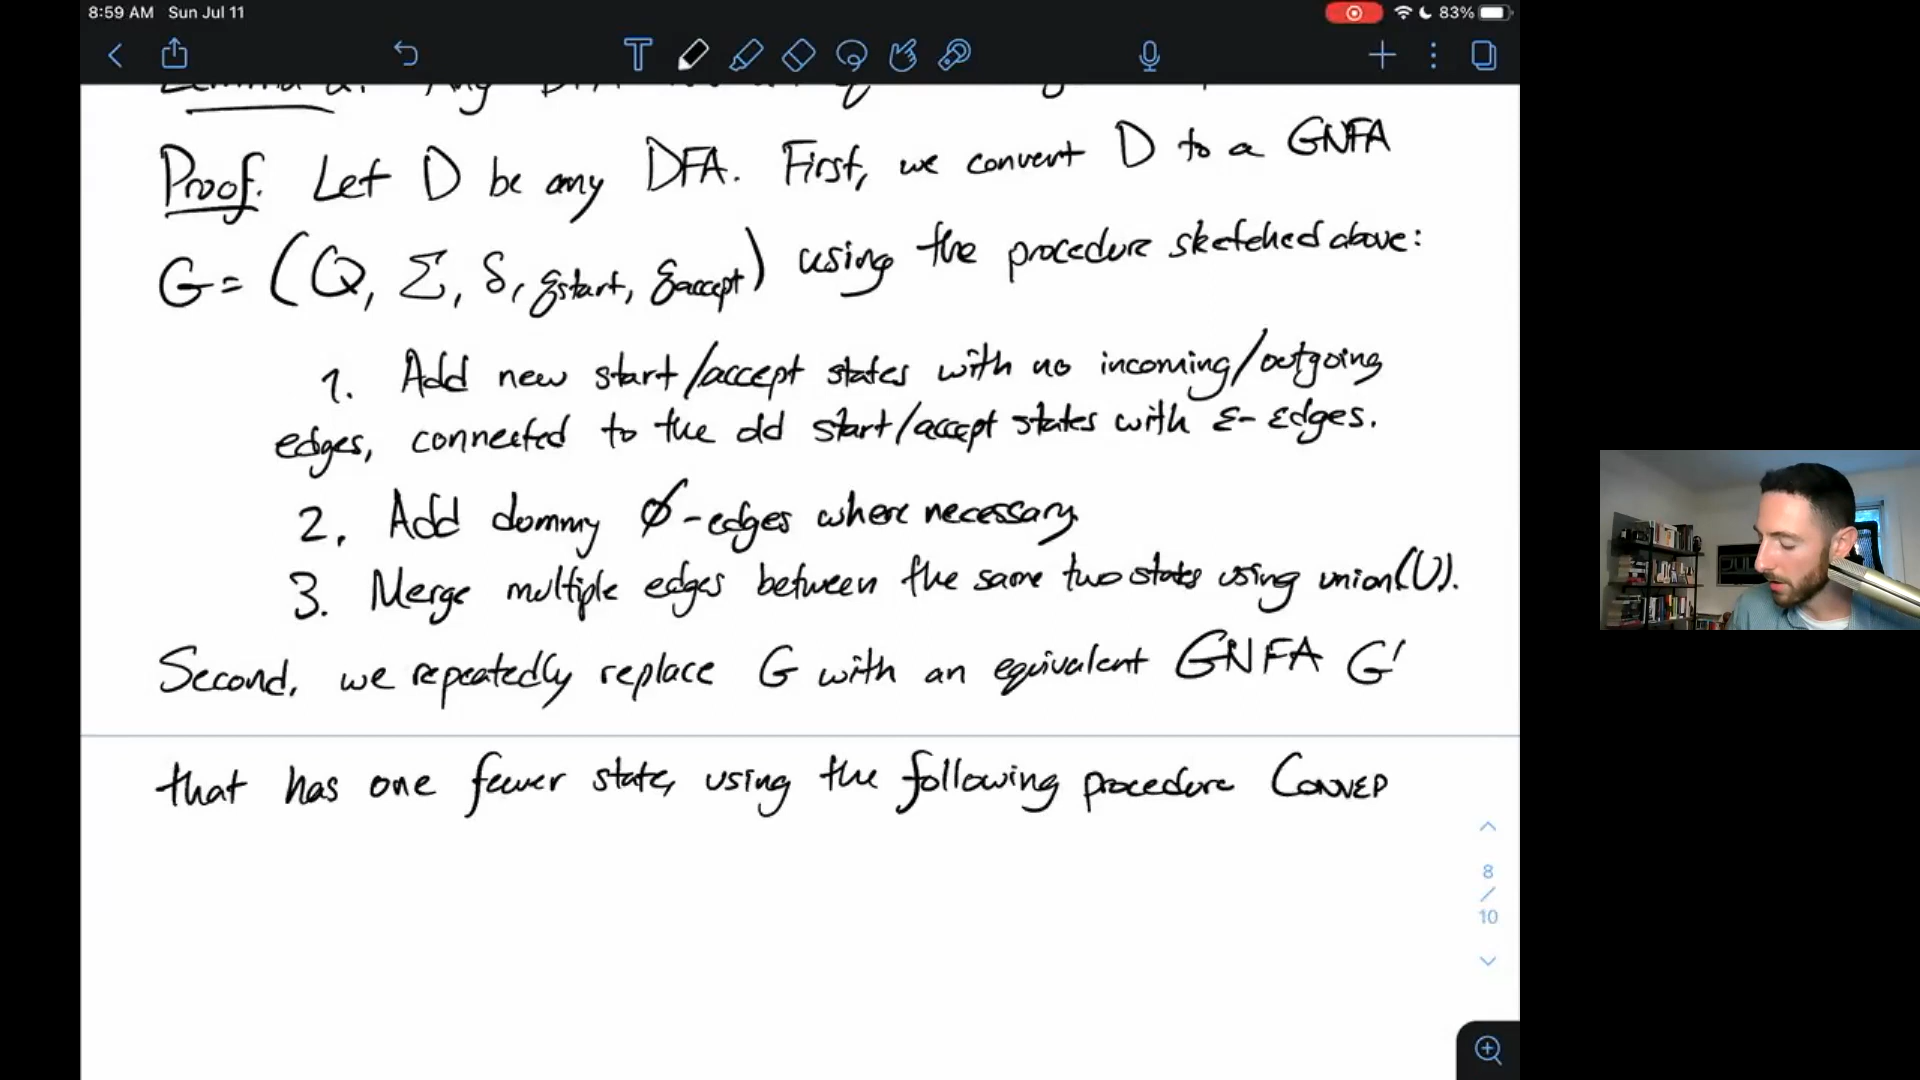 8:59 AM Sun Jul 11
83%
Proof. Let D be any DFA. First, we convert D to a GNFA
G = (Q, Σ, δ, qstart, qaccept) using the procedure sketched above:
1. Add new start/accept states with no incoming/outgoing
edges, connected to the old start/accept states with ε-edges.
2. Add dummy ∅-edges where necessary.
3. Merge multiple edges between the same two states using union (U).
Second, we repeatedly replace G with an equivalent GNFA G'
that has one fewer state, using the following procedure CONVER
8
/
10